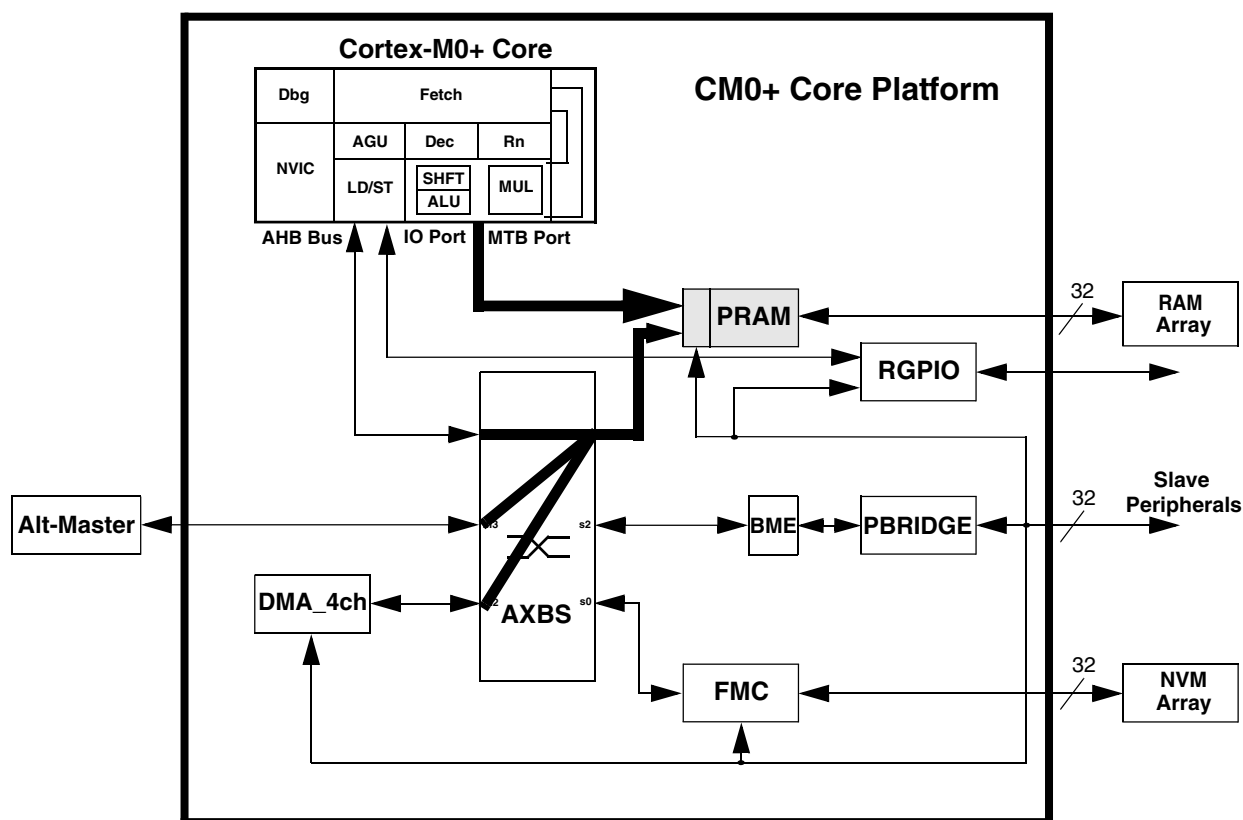 Cortex-M0+ Core
CM0+ Core Platform
Dbg
Fetch
NVIC
AGU
Dec
Rn
LD/ST
SHFT
ALU
MUL
AHB Bus
IO Port
MTB Port
PRAM
32
RAM
Array
RGPIO
Alt-Master
s2
BME
PBRIDGE
32
Slave
Peripherals
DMA_4ch
AXBS
s0
FMC
32
NVM
Array